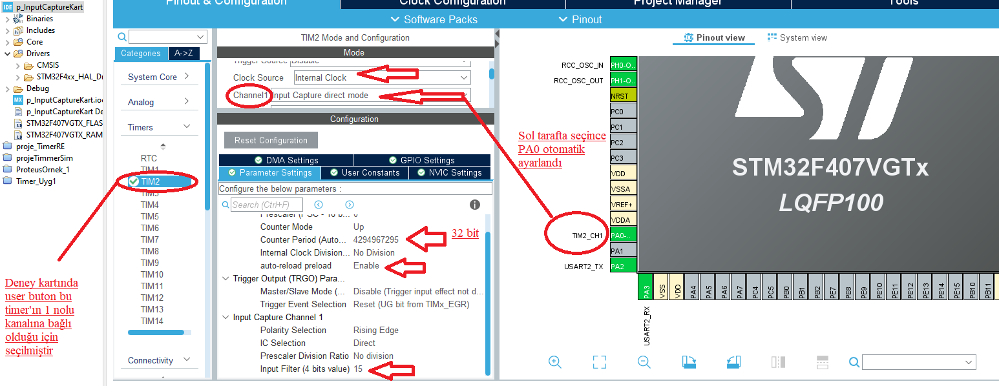 IDE p_InputCaptureKart
Binaries
Includes
Core
Drivers
CMSIS
STM32F4xx_HAL_Dr
Debug
MX p_InputCaptureKart.ioc
p_InputCaptureKart De
STM32F407VGTX_FLAS
STM32F407VGTX_RAM
proje_TimerRE
projeTimmerSim
ProteusOrnek_1
Timer_Uyg1
Deney kartında
user buton bu
timer'ın 1 nolu
kanalına bağlı
olduğu için
seçilmiştir
Pinout & Configuration
Clock Configuration
Project Manager
Tools
Software Packs
Pinout
Categories
A->Z
System Core
Analog
Timers
RTC
TIM1
TIM2
TIM3
TIM4
TIM5
TIM6
TIM7
TIM8
TIM9
TIM10
TIM11
TIM12
TIM13
TIM14
Connectivity
TIM2 Mode and Configuration
Mode
Trigger Source Disable
Clock Source Internal Clock
Channel1 Input Capture direct mode
Configuration
Reset Configuration
DMA Settings
GPIO Settings
Parameter Settings
User Constants
NVIC Settings
Configure the below parameters :
Search (Ctrl+F)
Prescaler (PSC - 16 b... 0
Counter Mode Up
Counter Period (Auto... 4294967295
32 bit
Internal Clock Division... No Division
auto-reload preload Enable
Trigger Output (TRGO) Para...
Master/Slave Mode (... Disable (Trigger input effect not d...
Trigger Event Selection Reset (UG bit from TIMx_EGR)
Input Capture Channel 1
Polarity Selection Rising Edge
IC Selection Direct
Prescaler Division Ratio No division
Input Filter (4 bits value) 15
Pinout view
System view
Sol tarafta seçince
PA0 otomatik
ayarlandı
RCC_OSC_IN PH0-O..
RCC_OSC_OUT PH1-O..
NRST
PC0
PC1
PC2
PC3
VDD
VSSA
VREF+
VDDA
TIM2_CH1 PA0-..
PA1
USART2_TX PA2
STM32F407VGTx
LQFP100
PA3
VSS
VDD
PA4
PA5
PA6
PA7
PC4
PC5
PB0
PB1
PB2
PE7
PE8
PE9
PE10
PE11
PE12
PE13
PE14
PE15
PB10
PB11
USART2_RX